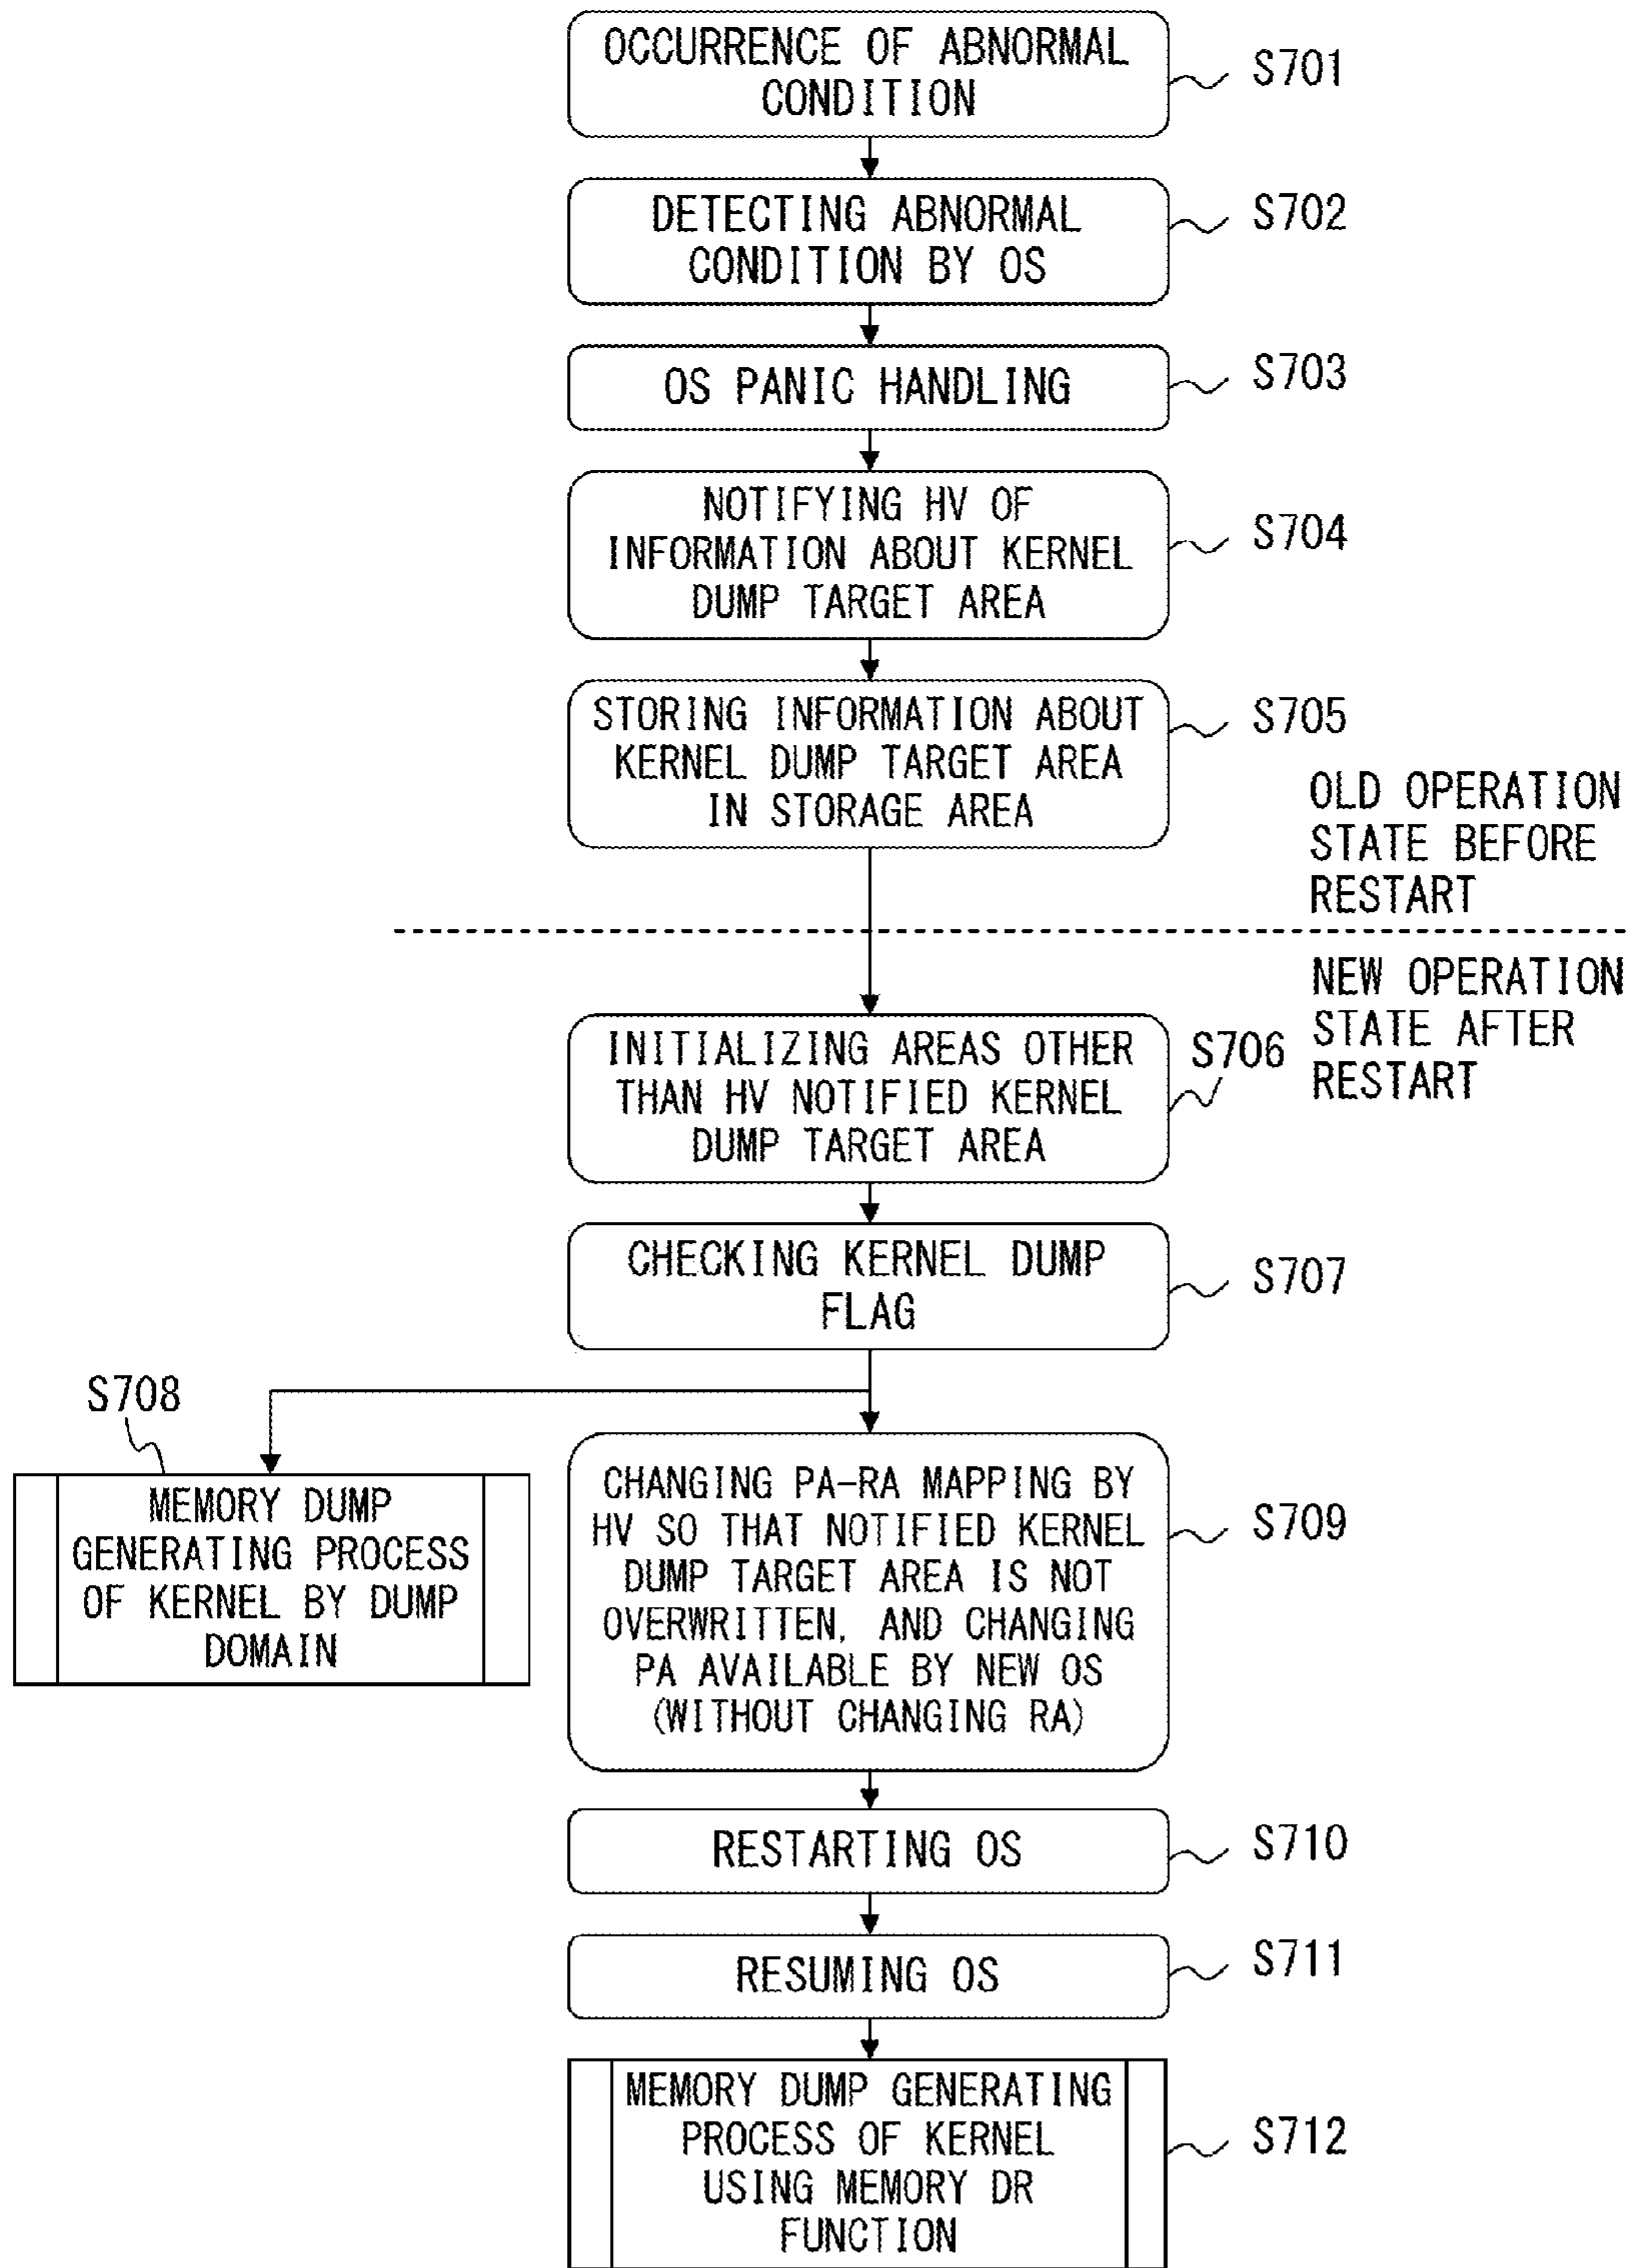 OCCURRENCE OF ABNORMAL
CONDITION
S701
DETECTING ABNORMAL
CONDITION BY OS
S702
OS PANIC HANDLING
S703
NOTIFYING HV OF
INFORMATION ABOUT KERNEL
DUMP TARGET AREA
S704
STORING INFORMATION ABOUT
KERNEL DUMP TARGET AREA
IN STORAGE AREA
S705
OLD OPERATION
STATE BEFORE
RESTART
NEW OPERATION
STATE AFTER
RESTART
INITIALIZING AREAS OTHER
THAN HV NOTIFIED KERNEL
DUMP TARGET AREA
S706
CHECKING KERNEL DUMP
FLAG
S707
S708
MEMORY DUMP
GENERATING PROCESS
OF KERNEL BY DUMP
DOMAIN
CHANGING PA-RA MAPPING BY
HV SO THAT NOTIFIED KERNEL
DUMP TARGET AREA IS NOT
OVERWRITTEN, AND CHANGING
PA AVAILABLE BY NEW OS
(WITHOUT CHANGING RA)
S709
RESTARTING OS
S710
RESUMING OS
S711
MEMORY DUMP GENERATING
PROCESS OF KERNEL
USING MEMORY DR
FUNCTION
S712